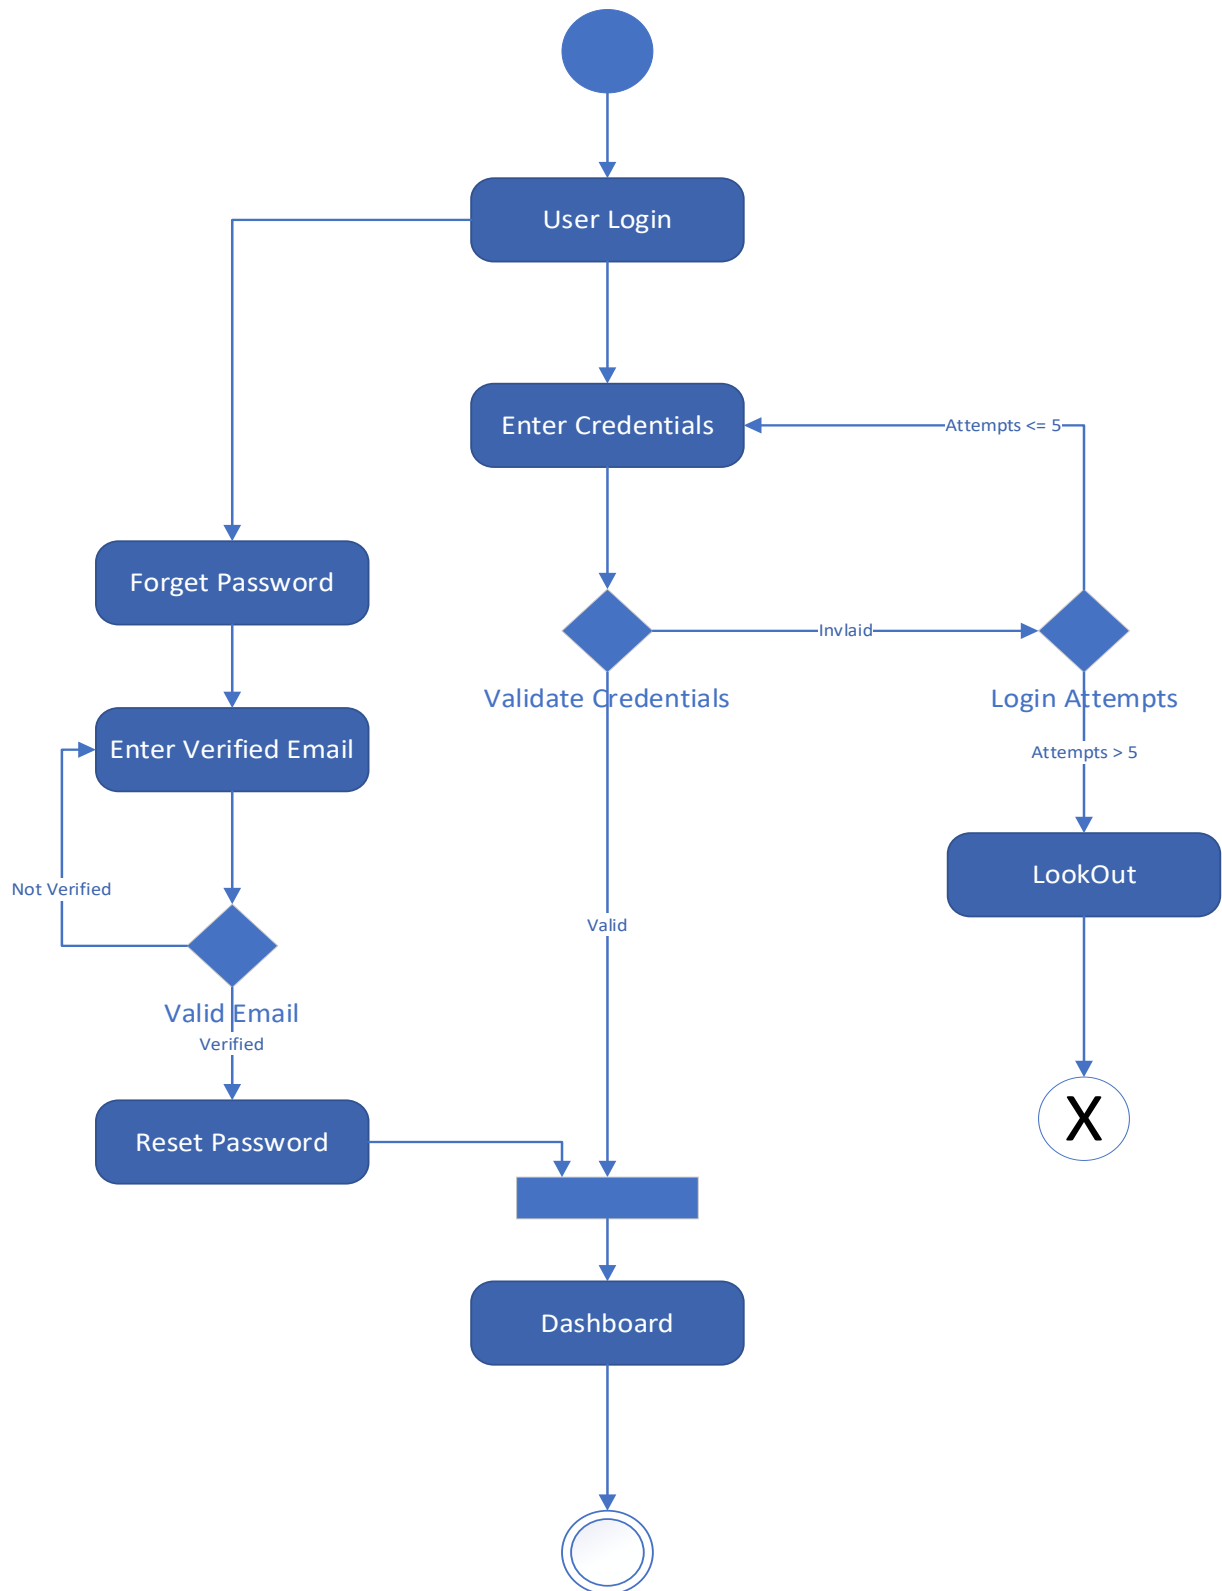 User Login
Enter Credentials
Attempts <= 5
Forget Password
Invlaid
Validate Credentials
Login Attempts
Enter Verified Email
Attempts > 5
LookOut
Not Verified
Valid
Valid Email
Verified
X
Reset Password
Dashboard